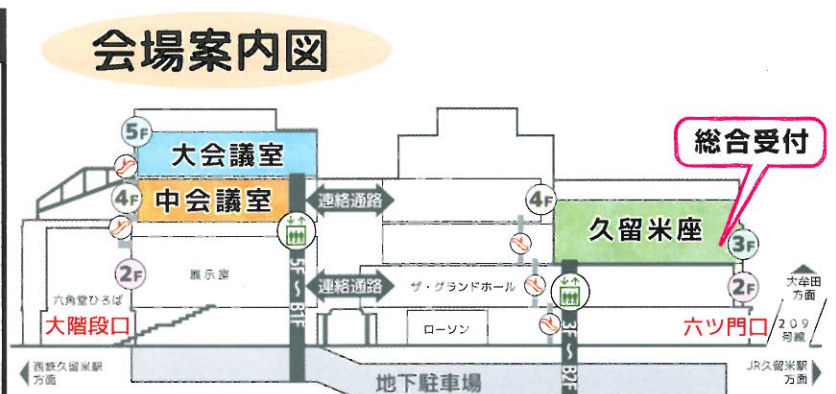 会場案内図
総合受付
5F
大会議室
4F
中会議室
連絡通路
4F
久留米座
3F
2F
展示室
5F～B1F
連絡通路
ザ・グランドホール
2F
大牟田
方面
六角堂ひろば
大階段口
ローソン
3F～B2F
六ツ門口
209
号線
西鉄久留米駅
方面
地下駐車場
JR久留米駅
方面